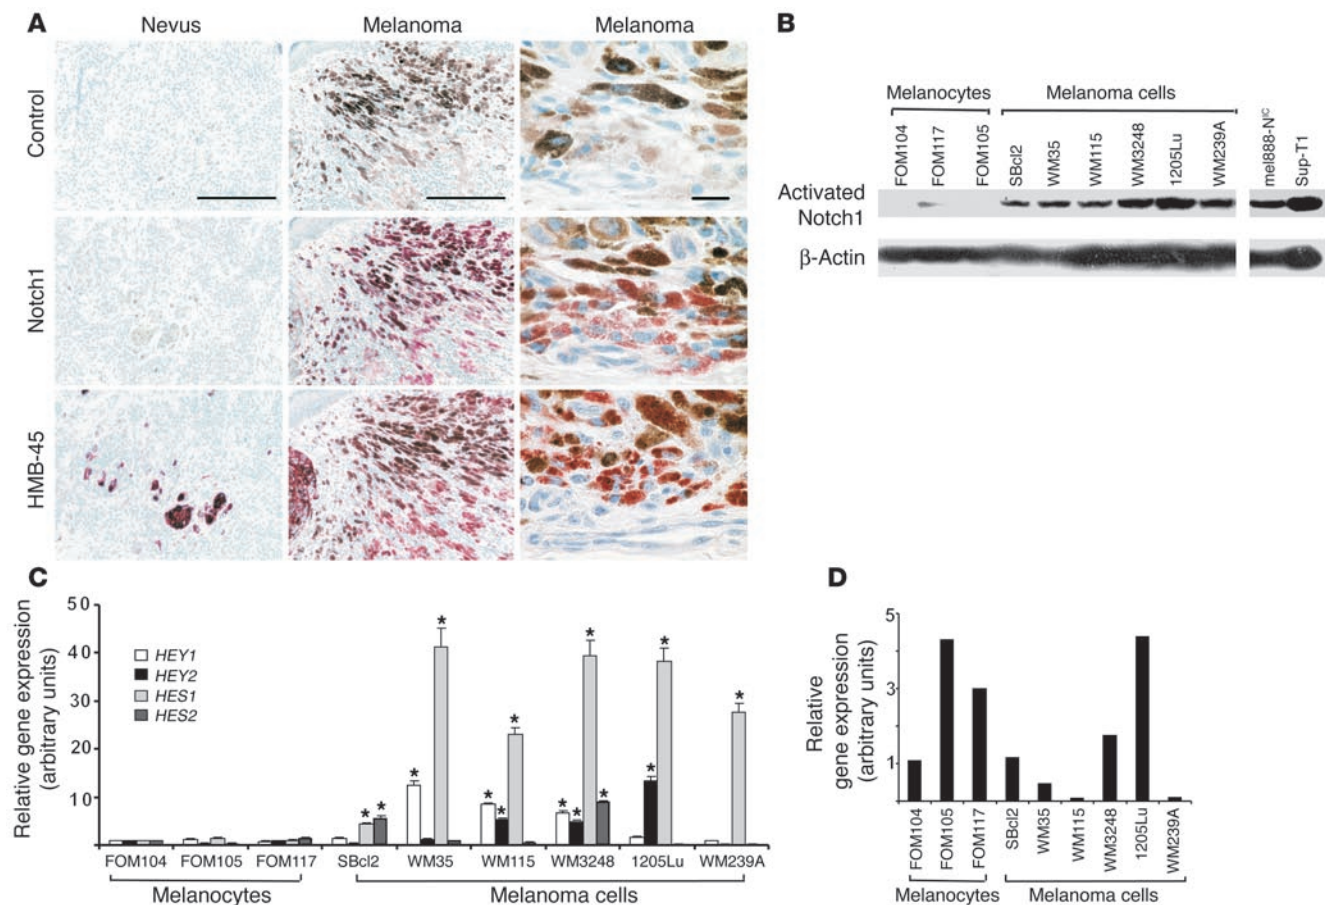 A
Nevus
Melanoma
Melanoma
Control
Notch1
HMB-45
B
Melanocytes
Melanoma cells
FOM104
FOM117
FOM105
SBcl2
WM35
WM115
WM3248
1205Lu
WM239A
mel888-Nᴵᶜ
Sup-T1
Activated
Notch1
β-Actin
C
Relative gene expression
(arbitrary units)
50
40
30
20
10
HEY1
HEY2
HES1
HES2
* * * * * * * * * * * * *
FOM104 FOM105 FOM117 SBcl2 WM35 WM115 WM3248 1205Lu WM239A
Melanocytes
Melanoma cells
D
Relative
gene expression
(arbitrary units)
5
3
1
FOM104
FOM105
FOM117
SBcl2
WM35
WM115
WM3248
1205Lu
WM239A
Melanocytes
Melanoma cells